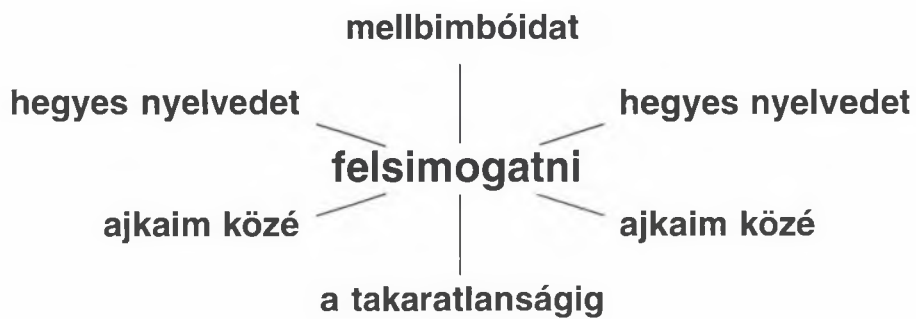 mellbimbóidat
hegyes nyelvedet hegyes nyelvedet
felsimogatni
ajkaim közé ajkaim közé
a takaratlanságig